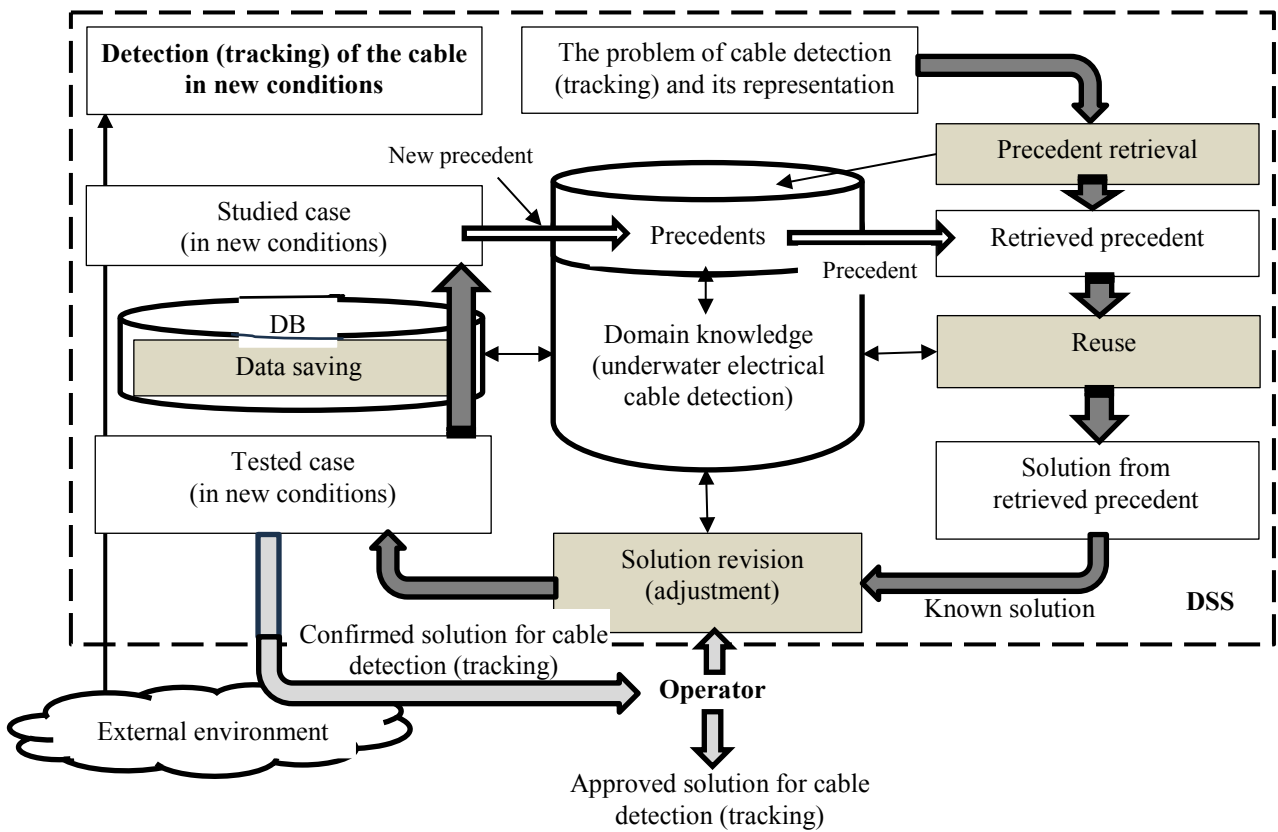 Detection (tracking) of the cable
in new conditions
The problem of cable detection
(tracking) and its representation
New precedent
Precedent retrieval
Studied case
(in new conditions)
Precedents
Retrieved precedent
Precedent
DB
Data saving
Domain knowledge
(underwater electrical
cable detection)
Reuse
Tested case
(in new conditions)
Solution from
retrieved precedent
Solution revision
(adjustment)
Known solution
DSS
Confirmed solution for cable
detection (tracking)
Operator
External environment
Approved solution for cable
detection (tracking)